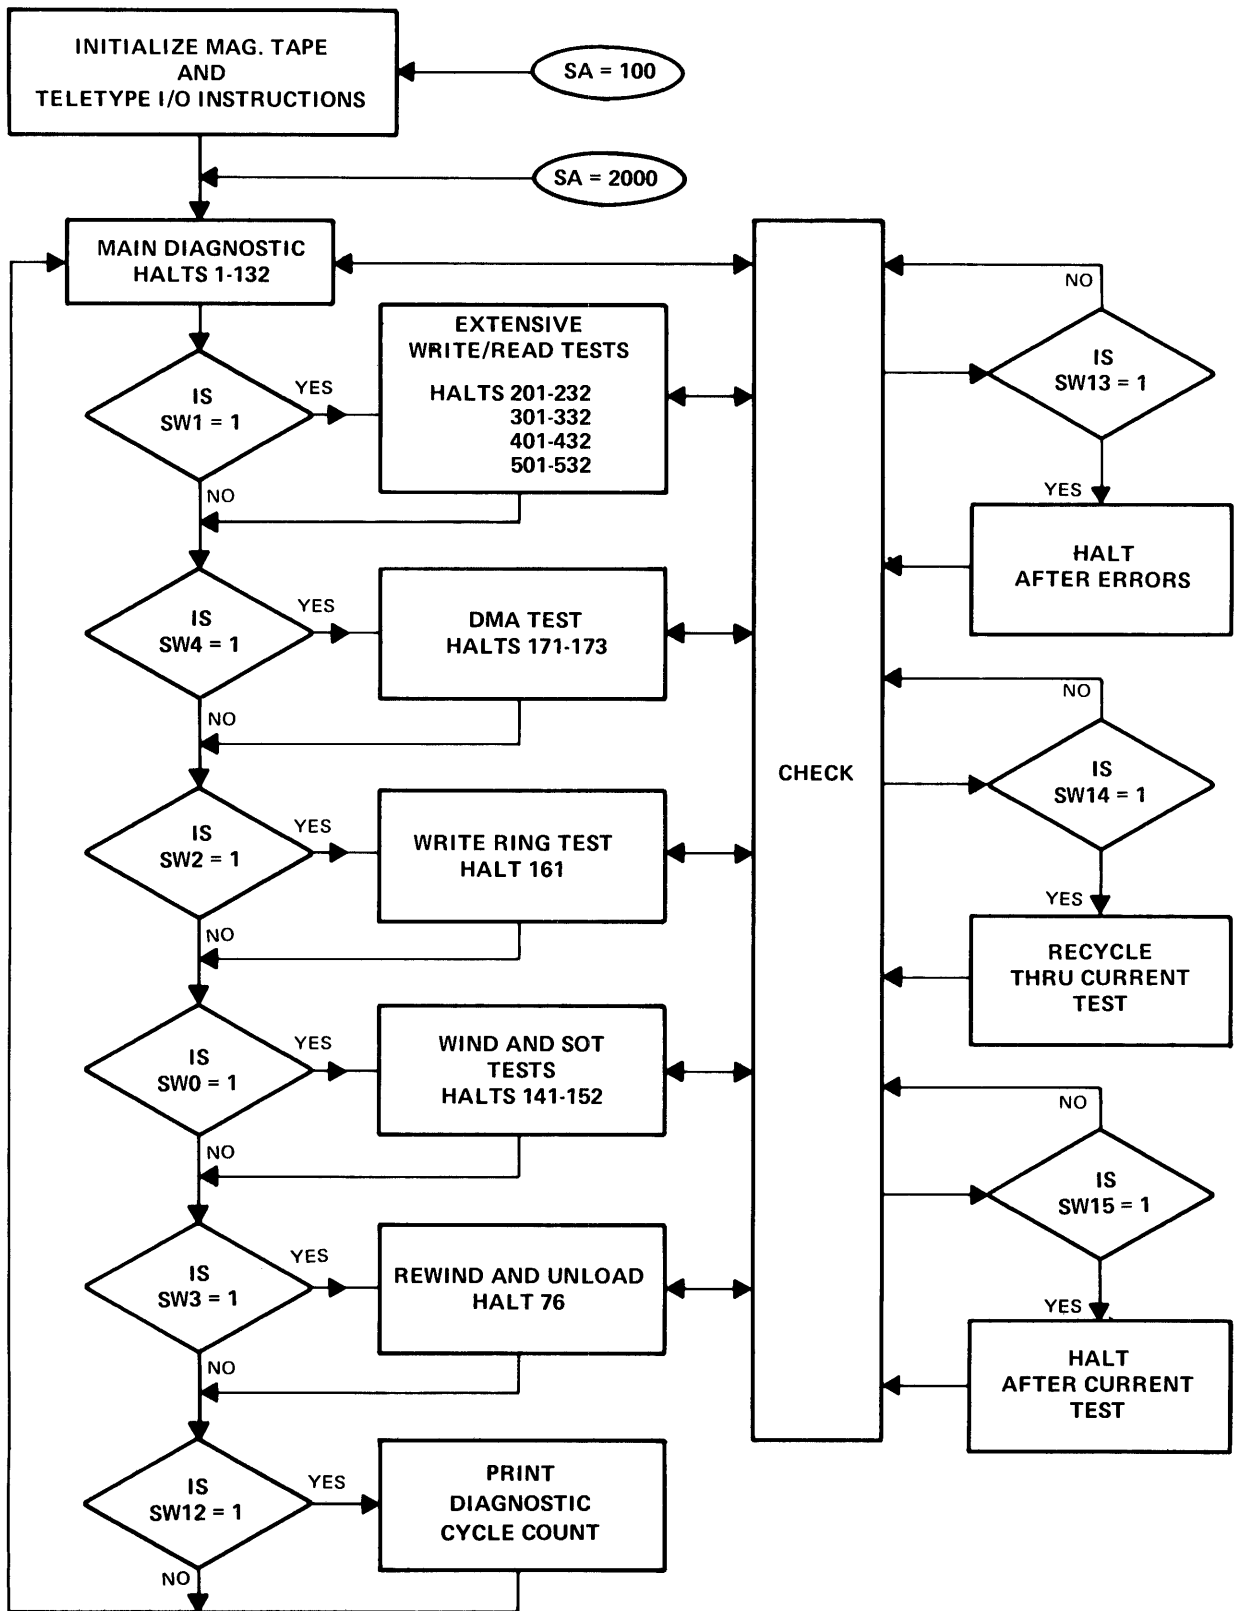 INITIALIZE MAG. TAPE
AND
TELETYPE I/O INSTRUCTIONS
SA = 100
SA = 2000
MAIN DIAGNOSTIC
HALTS 1-132
IS
SW1 = 1
YES
NO
EXTENSIVE
WRITE/READ TESTS
HALTS 201-232
301-332
401-432
501-532
IS
SW4 = 1
YES
NO
DMA TEST
HALTS 171-173
IS
SW2 = 1
YES
NO
WRITE RING TEST
HALT 161
IS
SW0 = 1
YES
NO
WIND AND SOT
TESTS
HALTS 141-152
IS
SW3 = 1
YES
NO
REWIND AND UNLOAD
HALT 76
IS
SW12 = 1
YES
NO
PRINT
DIAGNOSTIC
CYCLE COUNT
CHECK
NO
IS
SW13 = 1
YES
HALT
AFTER ERRORS
NO
IS
SW14 = 1
YES
RECYCLE
THRU CURRENT
TEST
NO
IS
SW15 = 1
YES
HALT
AFTER CURRENT
TEST